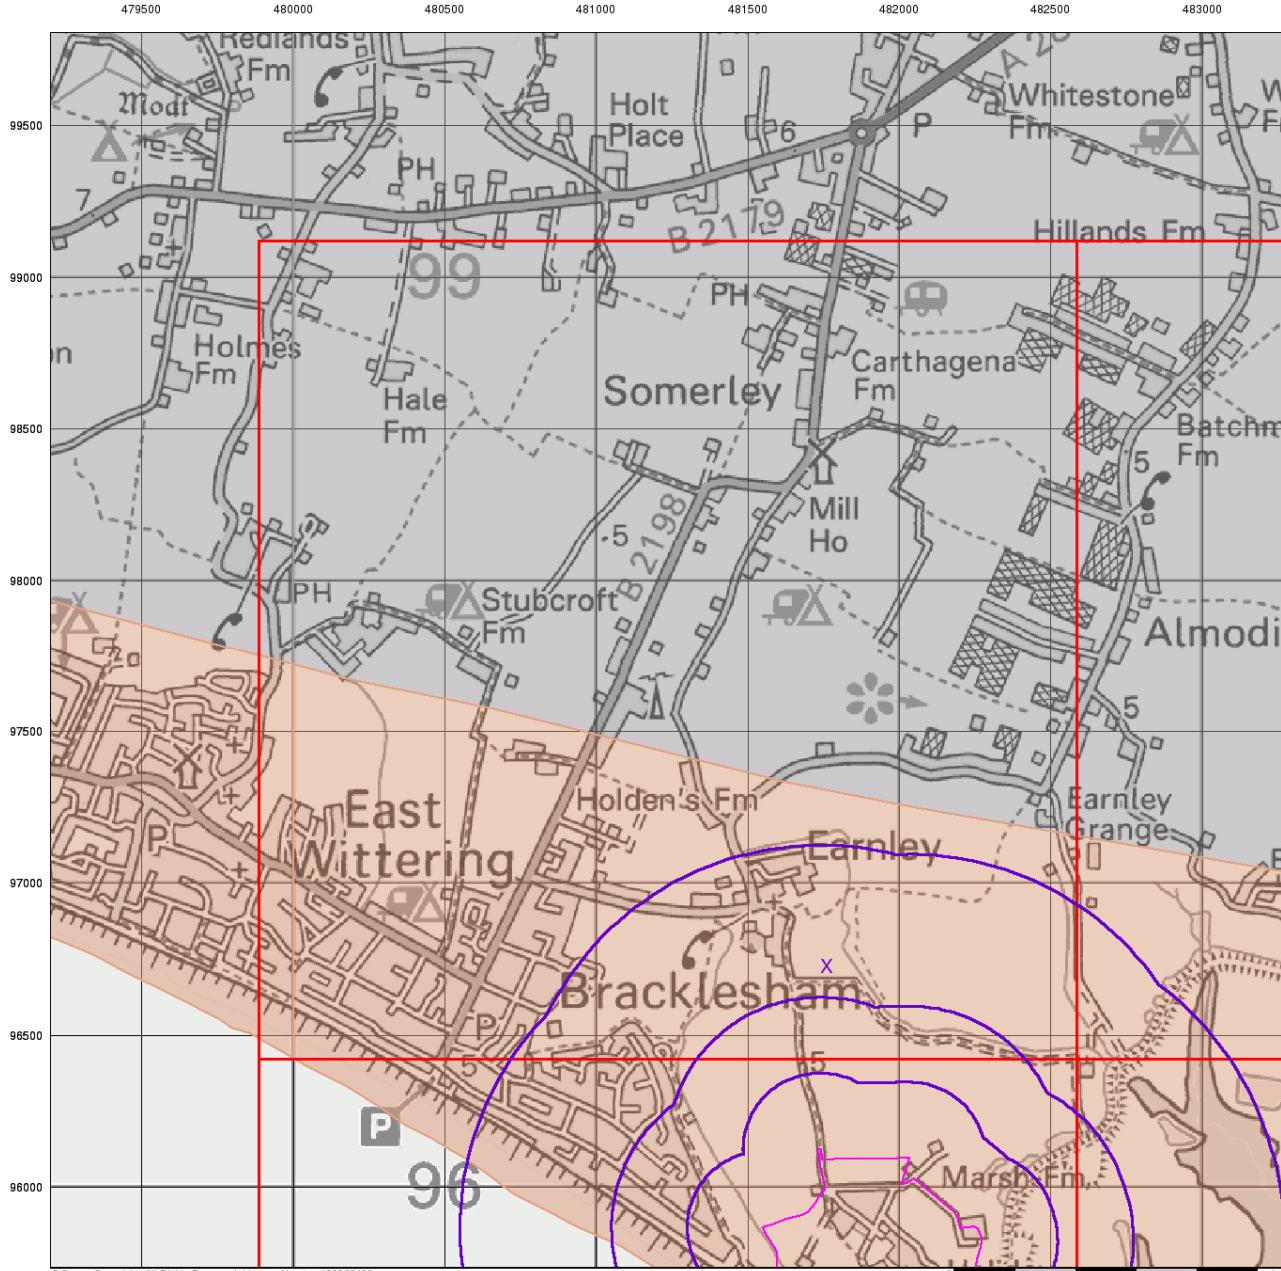 479500 480000 480500 481000 481500 482000 482500 483000
99500
99000
98500
98000
97500
97000
96500
96000
Redlands
Fm
Moat
Holt
Place
6
P
Whitestone
Fm
PH
7
B 2179
Hillands Fm
99
PH
Holmes
Fm
Hale
Fm
Somerley
Carthagena
Fm
Batchm
Fm
5
Mill
Ho
5
B 2198
PH
Stubcroft
Fm
Almodi
5
East
Wittering
P
Holden's Fm
Earnley
Earnley
Grange
X
Bracklesham
P
5
5
P
96
Marsh Fm